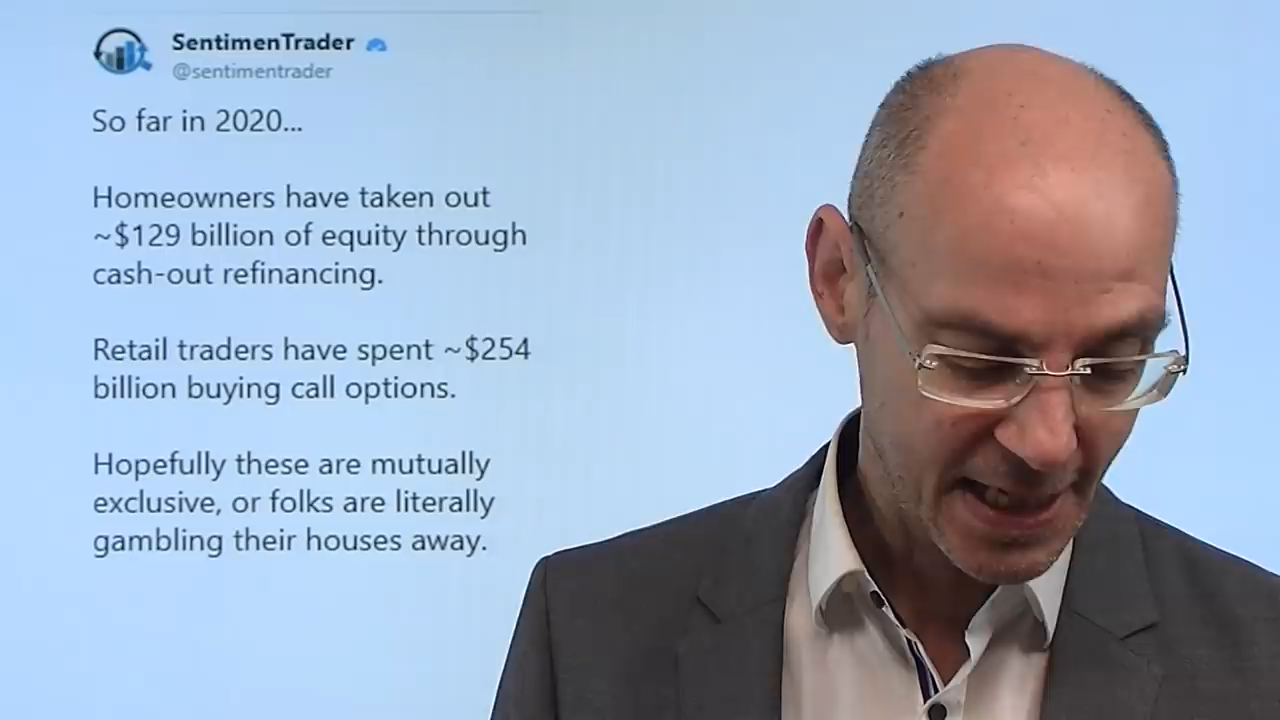 SentimenTrader
@sentimentrader
So far in 2020...
Homeowners have taken out
~$129 billion of equity through
cash-out refinancing.
Retail traders have spent ~$254
billion buying call options.
Hopefully these are mutually
exclusive, or folks are literally
gambling their houses away.